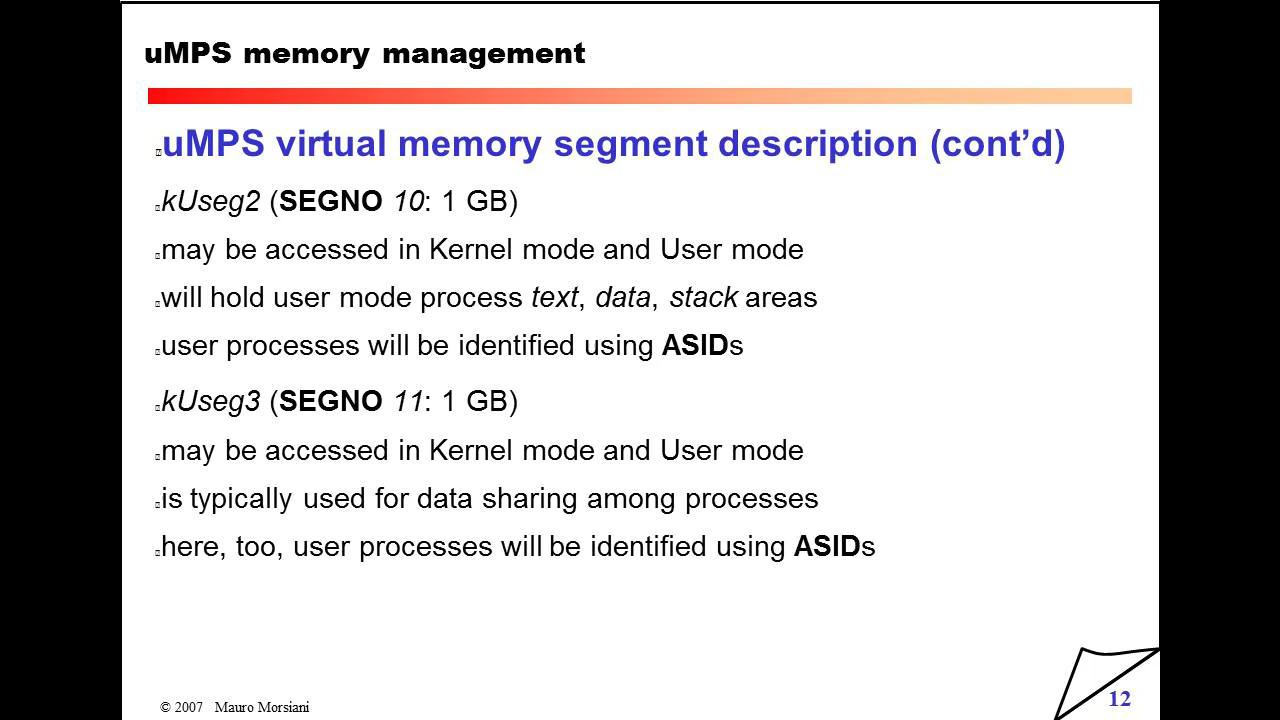 uMPS memory management
uMPS virtual memory segment description (cont’d)
kUseg2 (SEGNO 10: 1 GB)
may be accessed in Kernel mode and User mode
will hold user mode process text, data, stack areas
user processes will be identified using ASIDs
kUseg3 (SEGNO 11: 1 GB)
may be accessed in Kernel mode and User mode
is typically used for data sharing among processes
here, too, user processes will be identified using ASIDs
© 2007 Mauro Morsiani
12